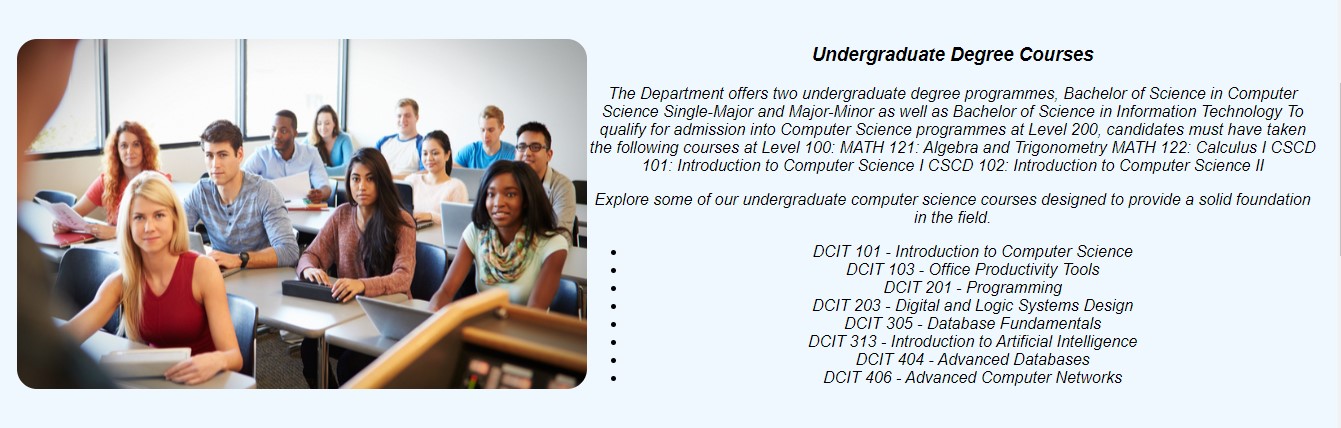 Undergraduate Degree Courses
The Department offers two undergraduate degree programmes, Bachelor of Science in Computer
Science Single-Major and Major-Minor as well as Bachelor of Science in Information Technology To
qualify for admission into Computer Science programmes at Level 200, candidates must have taken
the following courses at Level 100: MATH 121: Algebra and Trigonometry MATH 122: Calculus I CSCD
101: Introduction to Computer Science I CSCD 102: Introduction to Computer Science II
Explore some of our undergraduate computer science courses designed to provide a solid foundation
in the field.
• DCIT 101 - Introduction to Computer Science
• DCIT 103 - Office Productivity Tools
• DCIT 201 - Programming
• DCIT 203 - Digital and Logic Systems Design
• DCIT 305 - Database Fundamentals
• DCIT 313 - Introduction to Artificial Intelligence
• DCIT 404 - Advanced Databases
• DCIT 406 - Advanced Computer Networks